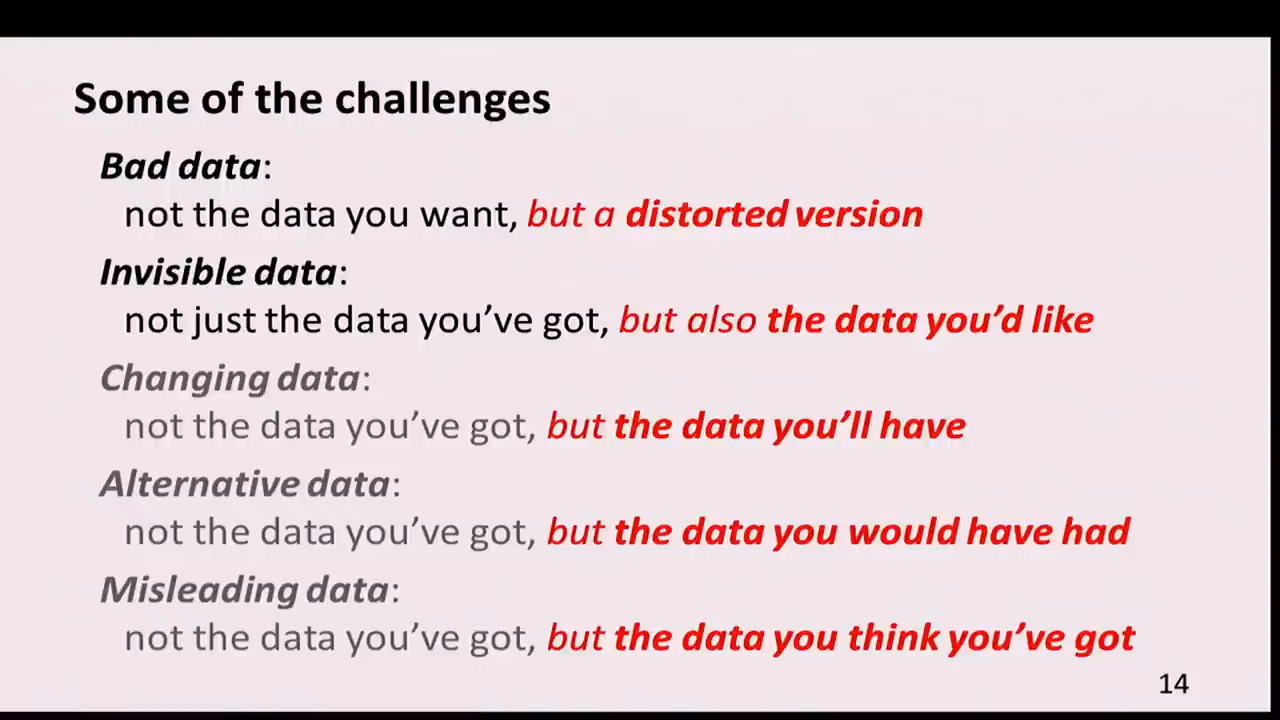 Some of the challenges
Bad data:
not the data you want, but a distorted version
Invisible data:
not just the data you’ve got, but also the data you’d like
Changing data:
not the data you’ve got, but the data you’ll have
Alternative data:
not the data you’ve got, but the data you would have had
Misleading data:
not the data you’ve got, but the data you think you’ve got
14